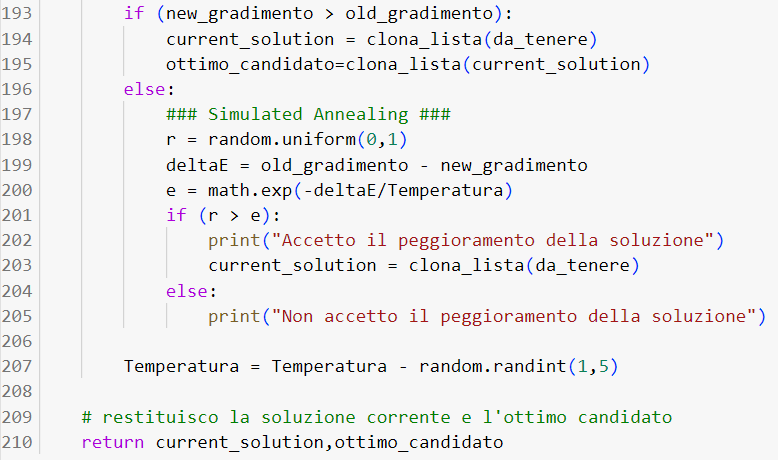 193 if (new_gradimento > old_gradimento):
194 current_solution = clona_lista(da_tenere)
195 ottimo_candidato=clona_lista(current_solution)
196 else:
197 ### Simulated Annealing ###
198 r = random.uniform(0,1)
199 deltaE = old_gradimento - new_gradimento
200 e = math.exp(-deltaE/Temperatura)
201 if (r > e):
202 print("Accetto il peggioramento della soluzione")
203 current_solution = clona_lista(da_tenere)
204 else:
205 print("Non accetto il peggioramento della soluzione")
206
207 Temperatura = Temperatura - random.randint(1,5)
208
209 # restituisco la soluzione corrente e l'ottimo candidato
210 return current_solution,ottimo_candidato